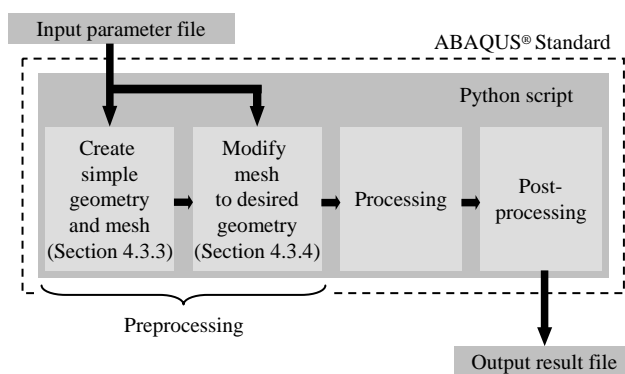 Input parameter file
ABAQUS® Standard
Python script
Create
simple
geometry
and mesh
(Section 4.3.3)
Modify
mesh
to desired
geometry
(Section 4.3.4)
Processing
Post-
processing
Preprocessing
Output result file